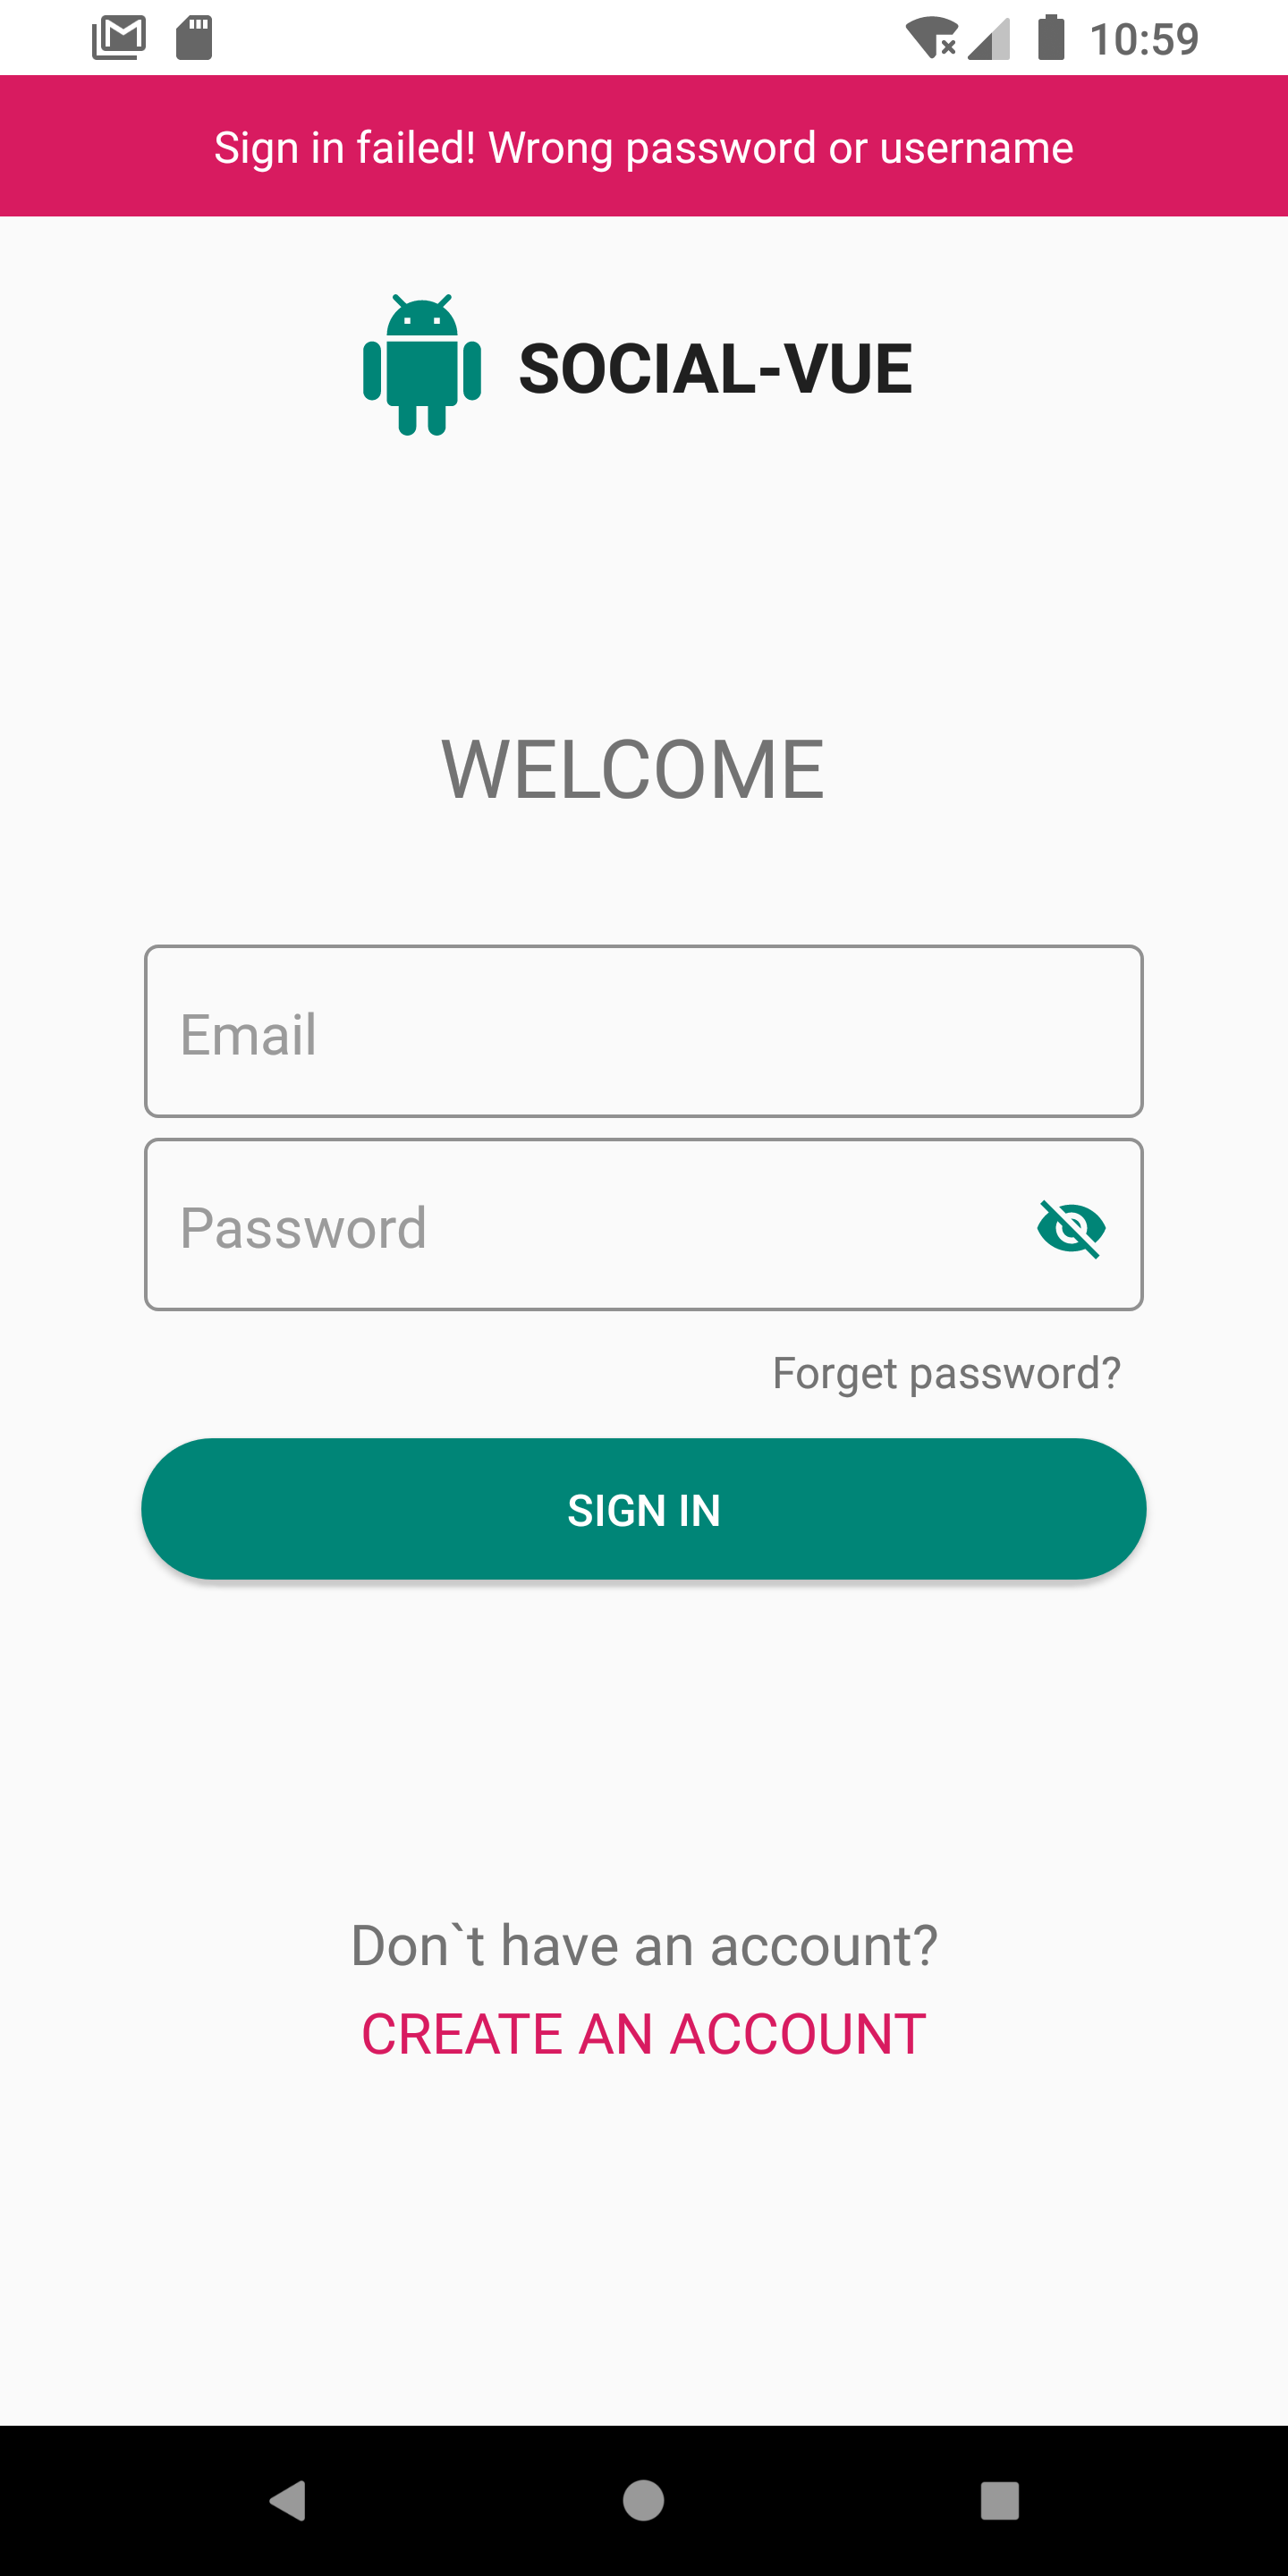 10:59
Sign in failed! Wrong password or username
SOCIAL-VUE
WELCOME
Email
Password
Forget password?
SIGN IN
Don`t have an account?
CREATE AN ACCOUNT